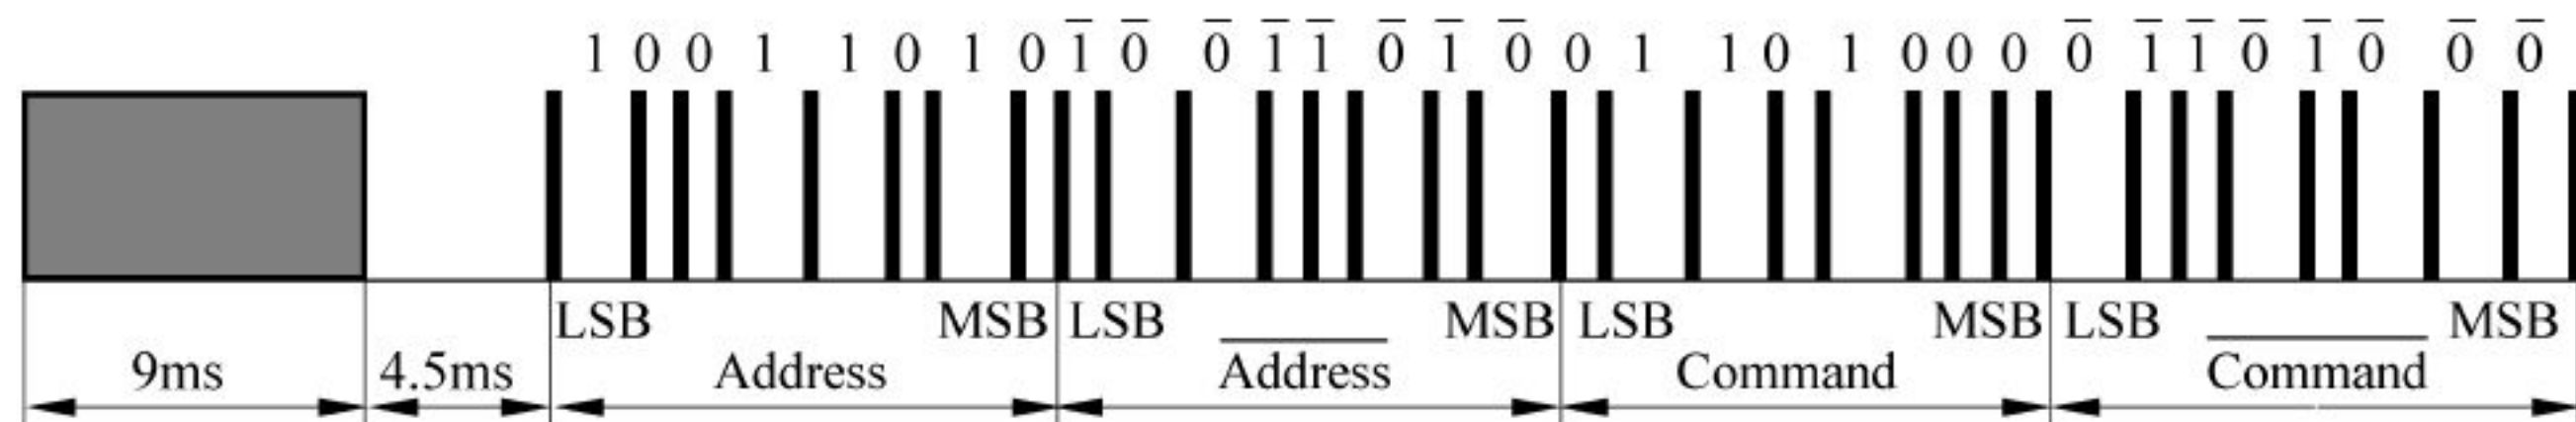 1 0 0 1 1 0 1 0 1̅ 0̅ 0̅ 1̅ 1̅ 0̅ 1̅ 0̅ 0 1 1 0 1 0 0 0 0̅ 1̅ 1̅ 0̅ 1̅ 0̅ 0̅ 0̅
LSB MSB LSB MSB LSB MSB LSB MSB
9ms 4.5ms Address A̅d̅d̅r̅e̅s̅s̅ Command C̅o̅m̅m̅a̅n̅d̅